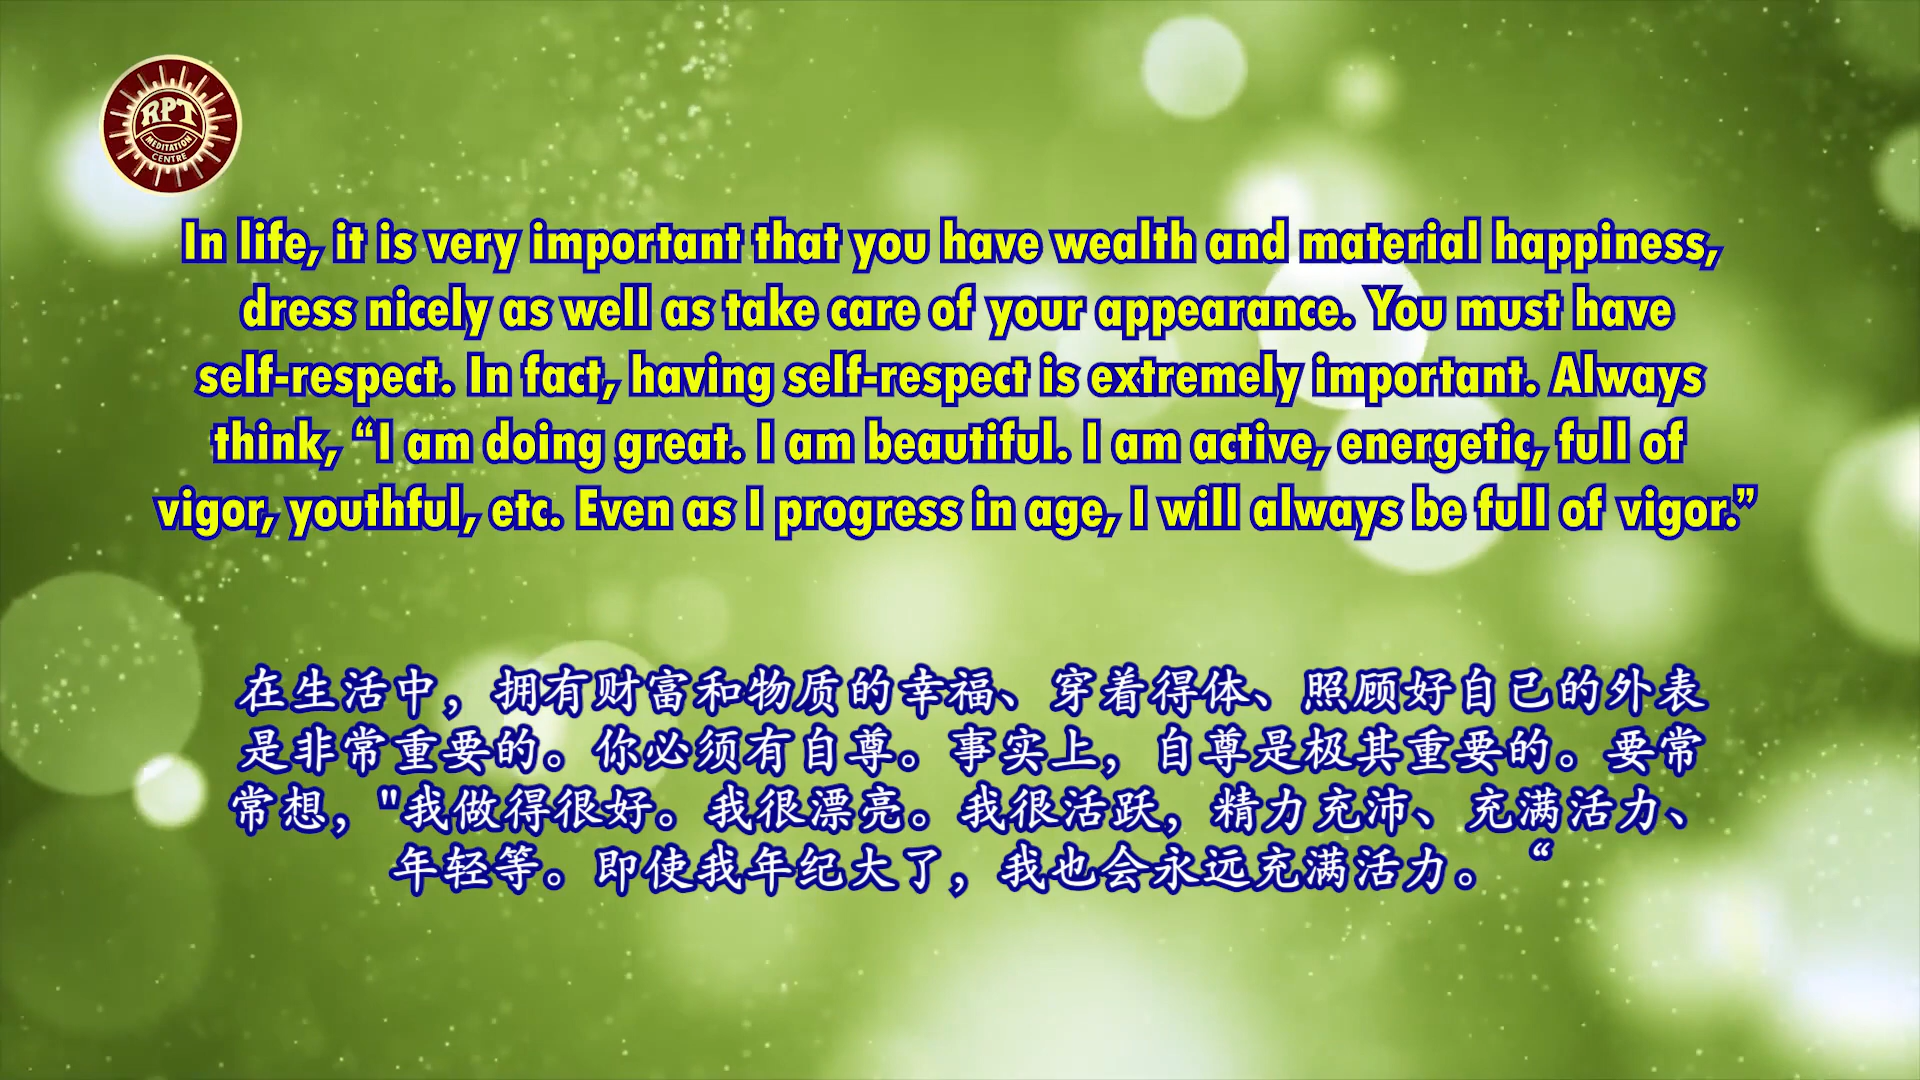 RPT
MEDITATION
CENTRE
In life, it is very important that you have wealth and material happiness,
dress nicely as well as take care of your appearance. You must have
self-respect. In fact, having self-respect is extremely important. Always
think, “I am doing great. I am beautiful. I am active, energetic, full of
vigor, youthful, etc. Even as I progress in age, I will always be full of vigor.”
在生活中，拥有财富和物质的幸福、穿着得体、照顾好自己的外表
是非常重要的。你必须有自尊。事实上，自尊是极其重要的。要常
常想，"我做得很好。我很漂亮。我很活跃，精力充沛、充满活力、
年轻等。即使我年纪大了，我也会永远充满活力。“